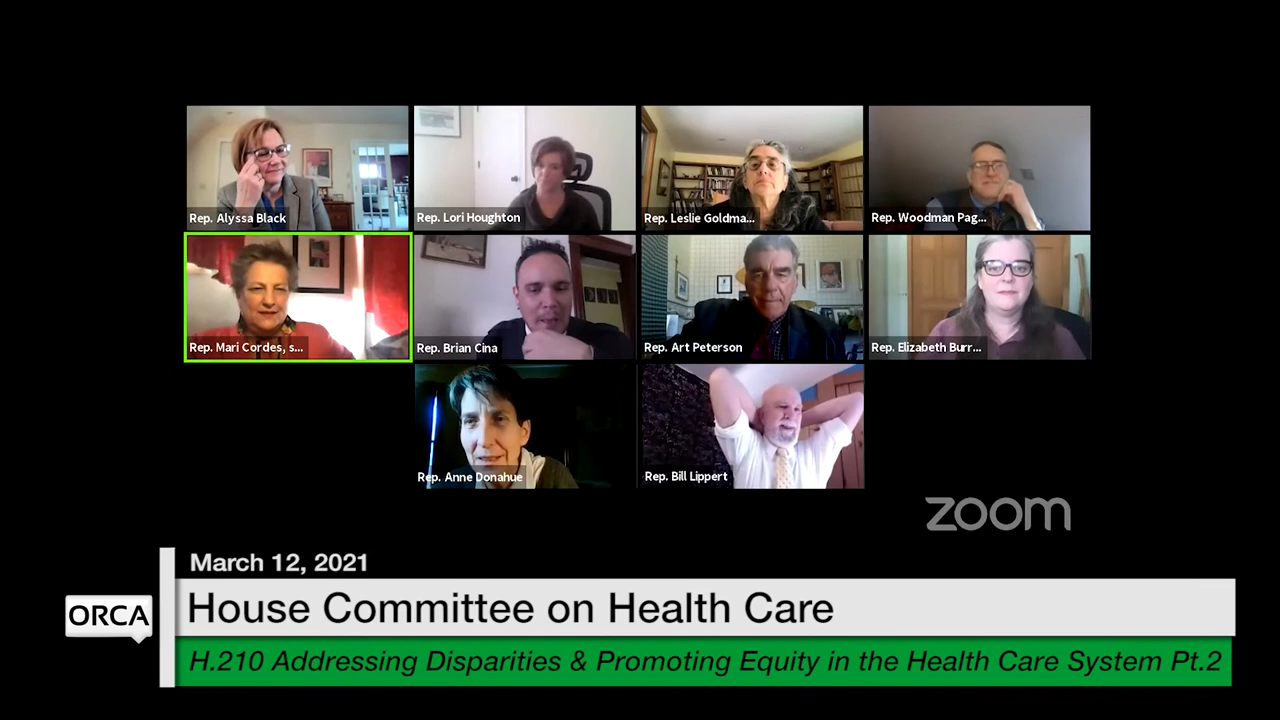 Rep. Alyssa Black
Rep. Lori Houghton
Rep. Leslie Goldma...
Rep. Woodman Pag...
Rep. Mari Cordes, s...
Rep. Brian Cina
Rep. Art Peterson
Rep. Elizabeth Burr...
Rep. Anne Donahue
Rep. Bill Lippert
zoom
March 12, 2021
ORCA
House Committee on Health Care
H.210 Addressing Disparities & Promoting Equity in the Health Care System Pt.2